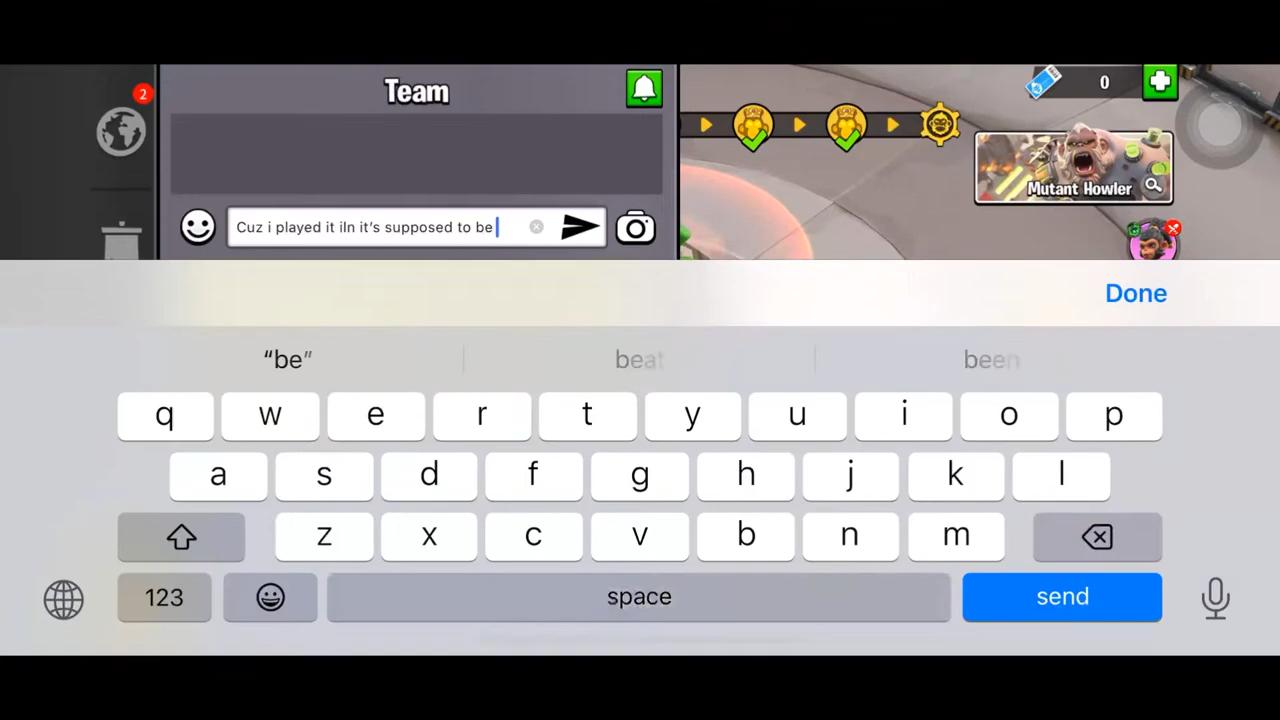 2
Team
0
Mutant Howler
Cuz i played it iln it’s supposed to be
Done
“be”
beat
been
q w e r t y u i o p
a s d f g h j k l
z x c v b n m
123
space
send